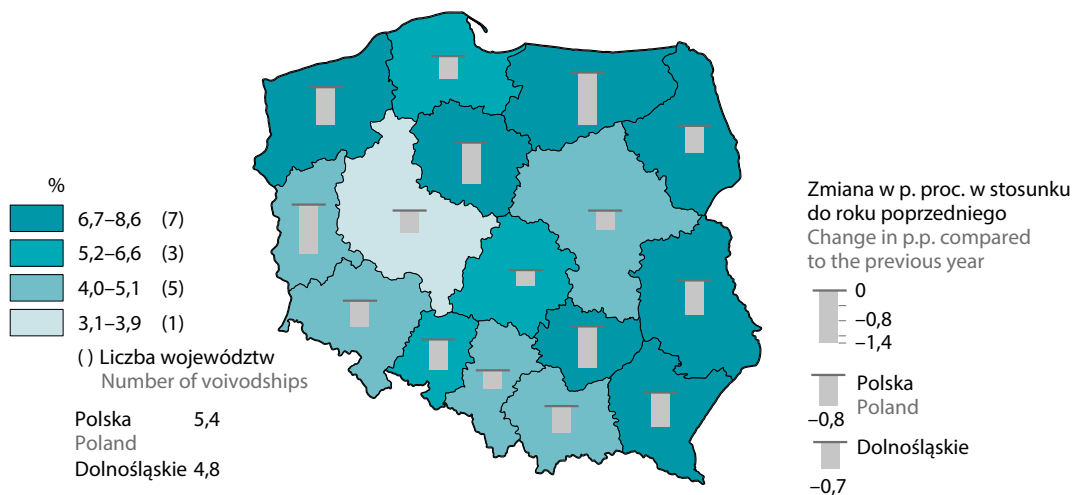 %
6,7–8,6 (7)
5,2–6,6 (3)
4,0–5,1 (5)
3,1–3,9 (1)
( ) Liczba województw
Number of voivodships
Polska 5,4
Poland
Dolnośląskie 4,8
Zmiana w p. proc. w stosunku
do roku poprzedniego
Change in p.p. compared
to the previous year
0
–0,8
–1,4
Polska
Poland
–0,8
Dolnośląskie
–0,7